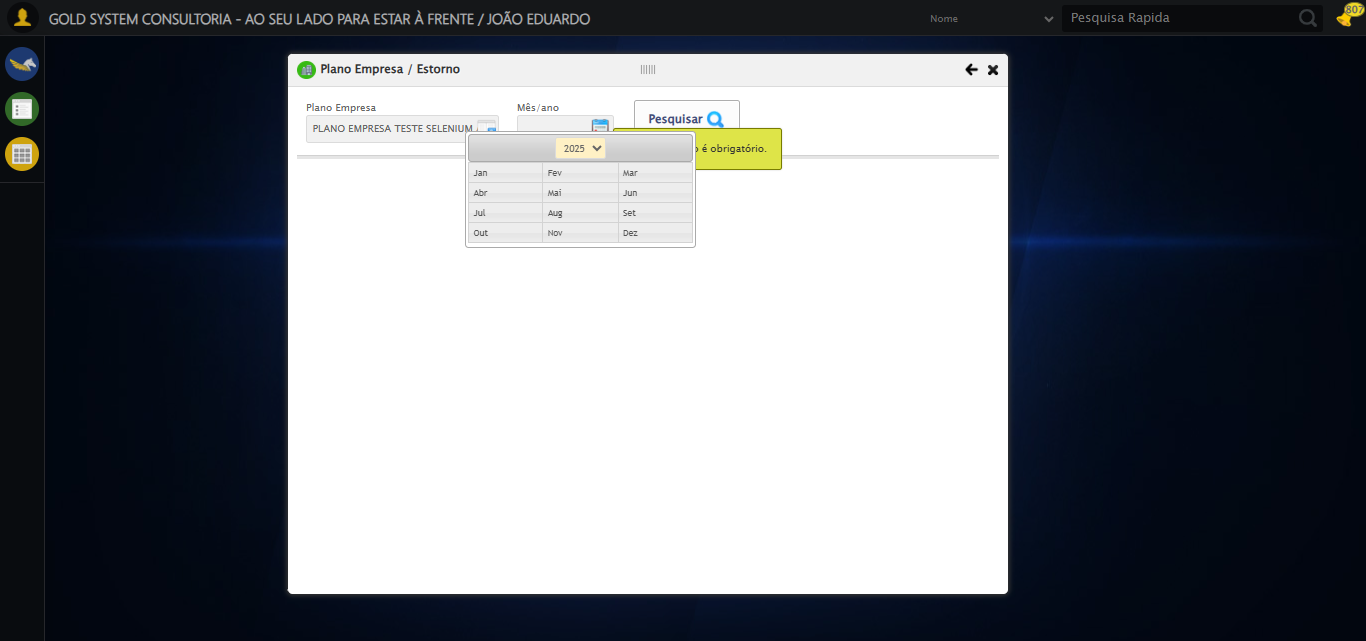 GOLD SYSTEM CONSULTORIA - AO SEU LADO PARA ESTAR À FRENTE / JOÃO EDUARDO
Nome
Pesquisa Rapida
807
Plano Empresa / Estorno
Plano Empresa
Mês/ano
PLANO EMPRESA TESTE SELENIUM
Pesquisar
é obrigatório.
2025
Jan Fev Mar
Abr Mai Jun
Jul Aug Set
Out Nov Dez